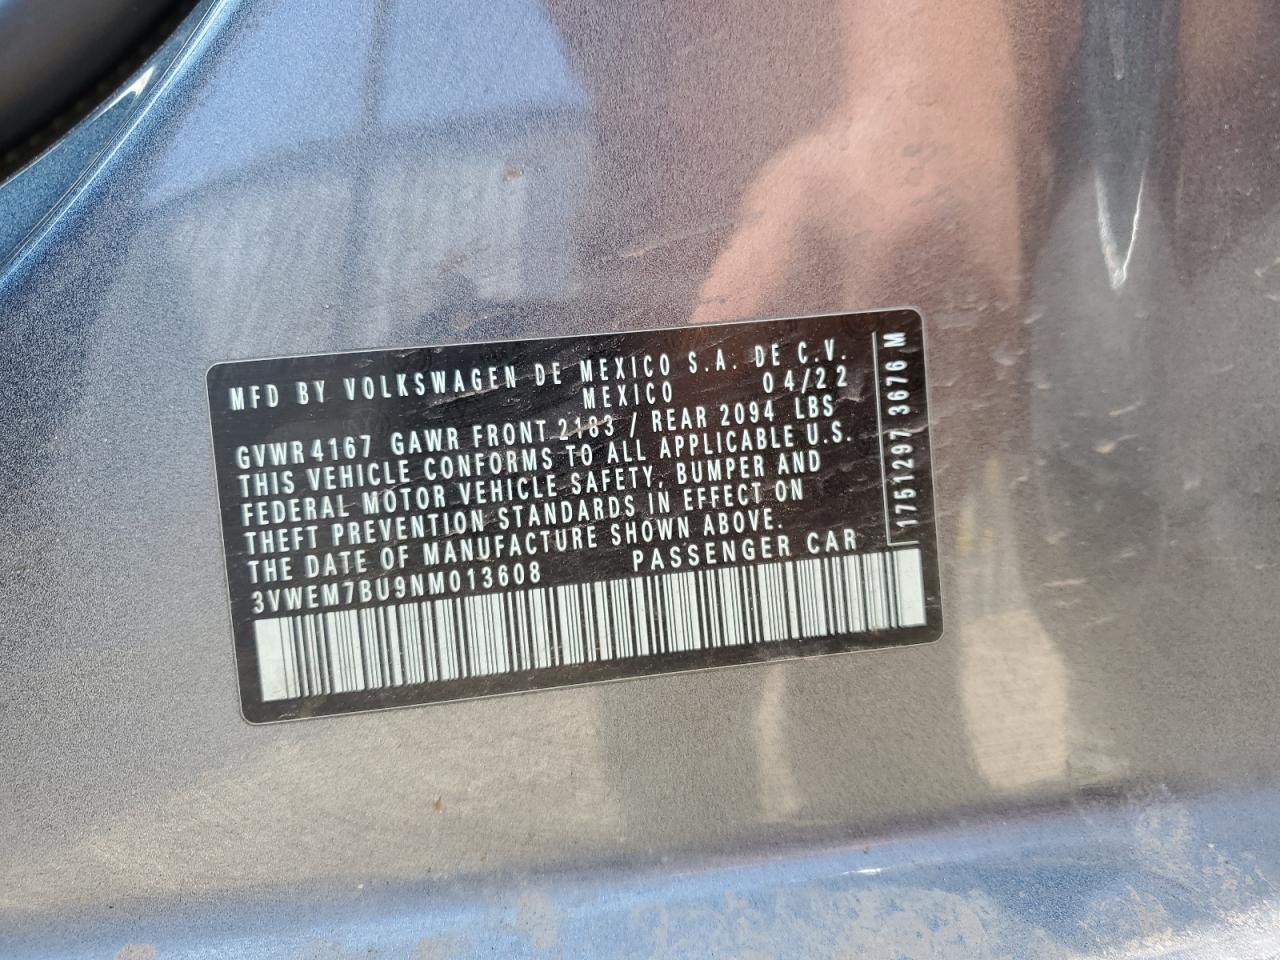 MFD BY VOLKSWAGEN DE MEXICO S.A. DE C.V.
MEXICO 04/22
GVWR 4167 GAWR FRONT 2183 / REAR 2094 LBS
THIS VEHICLE CONFORMS TO ALL APPLICABLE U.S.
FEDERAL MOTOR VEHICLE SAFETY, BUMPER AND
THEFT PREVENTION STANDARDS IN EFFECT ON
THE DATE OF MANUFACTURE SHOWN ABOVE.
3VWEM7BU9NM013608 PASSENGER CAR
1751297 3676 M